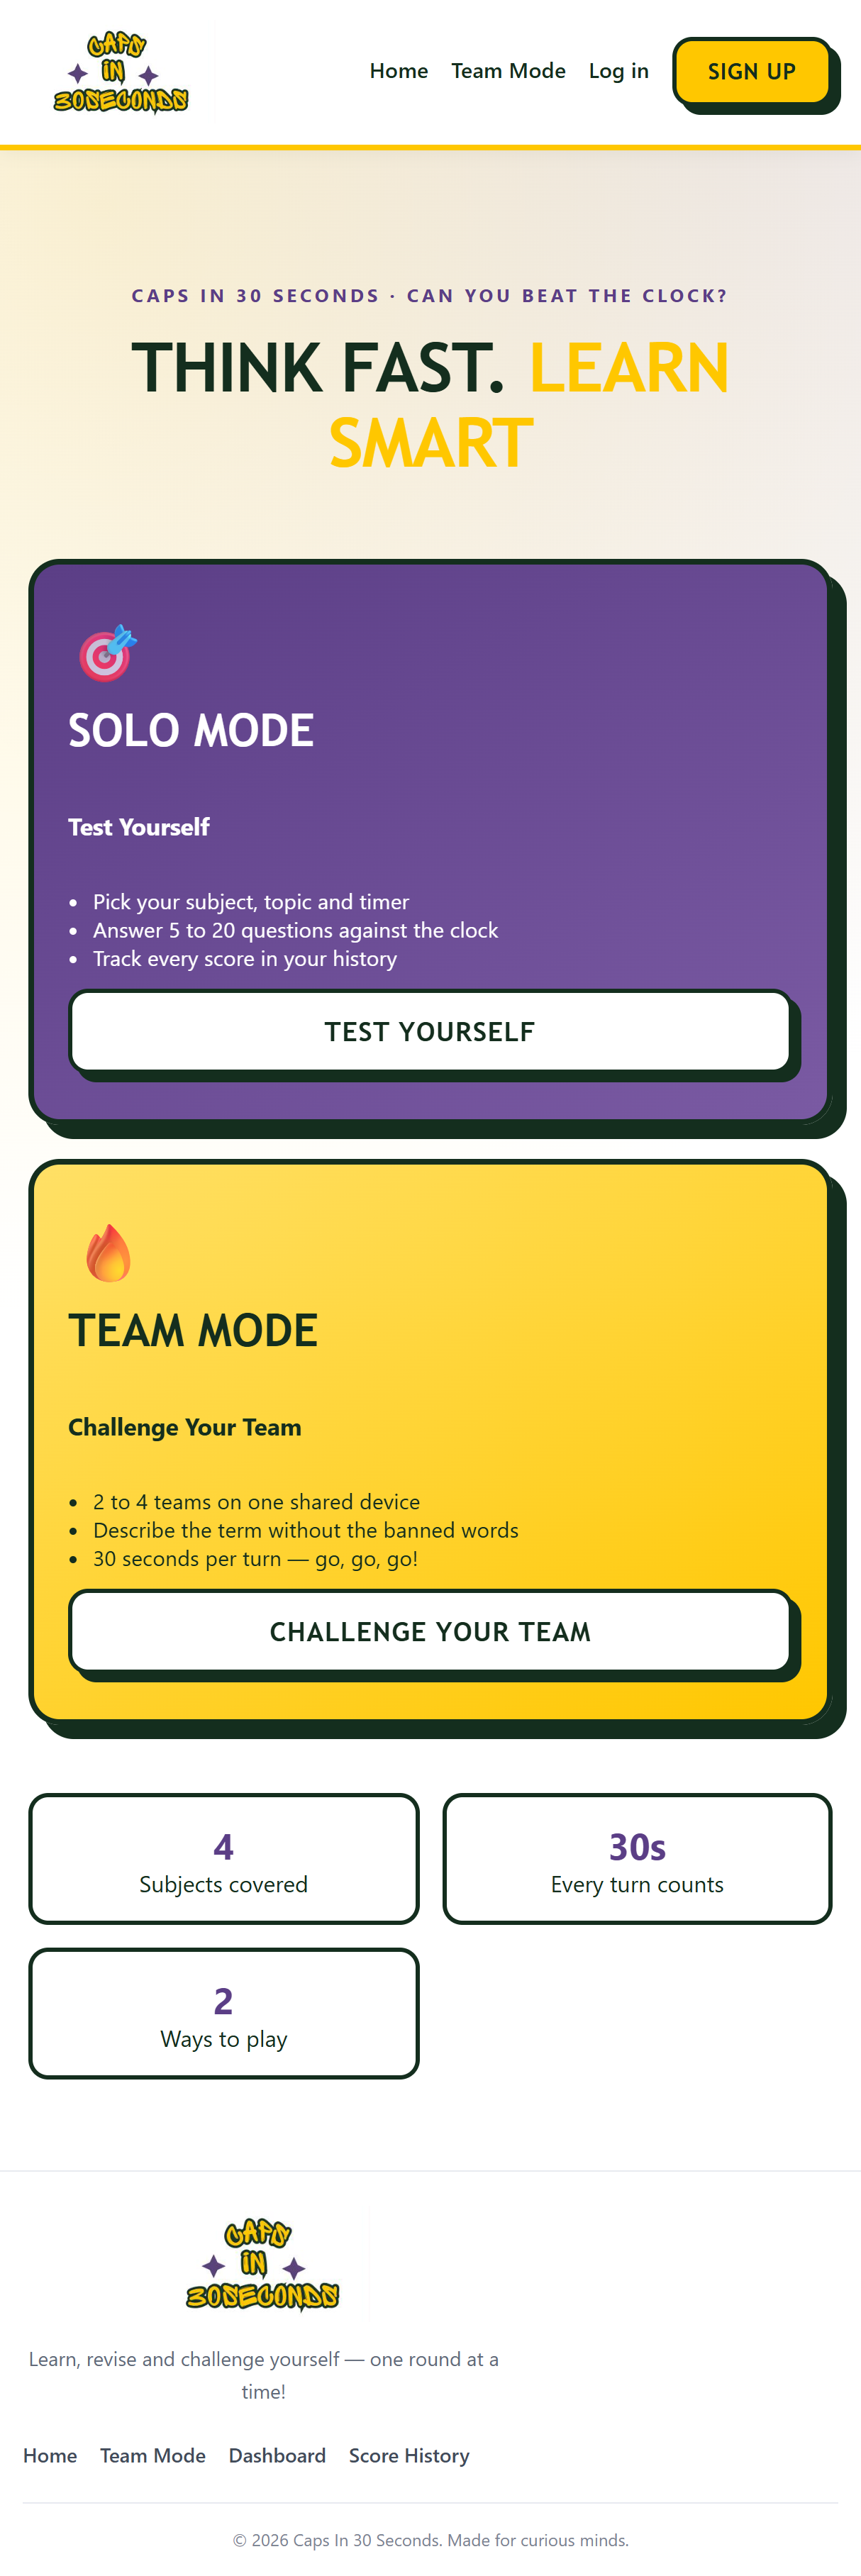 CAPS
IN
30SECONDS
Home Team Mode Log in SIGN UP
CAPS IN 30 SECONDS · CAN YOU BEAT THE CLOCK?
THINK FAST. LEARN
SMART
SOLO MODE
Test Yourself
• Pick your subject, topic and timer
• Answer 5 to 20 questions against the clock
• Track every score in your history
TEST YOURSELF
TEAM MODE
Challenge Your Team
• 2 to 4 teams on one shared device
• Describe the term without the banned words
• 30 seconds per turn — go, go, go!
CHALLENGE YOUR TEAM
4
Subjects covered
30s
Every turn counts
2
Ways to play
CAPS
IN
30SECONDS
Learn, revise and challenge yourself — one round at a
time!
Home Team Mode Dashboard Score History
© 2026 Caps In 30 Seconds. Made for curious minds.